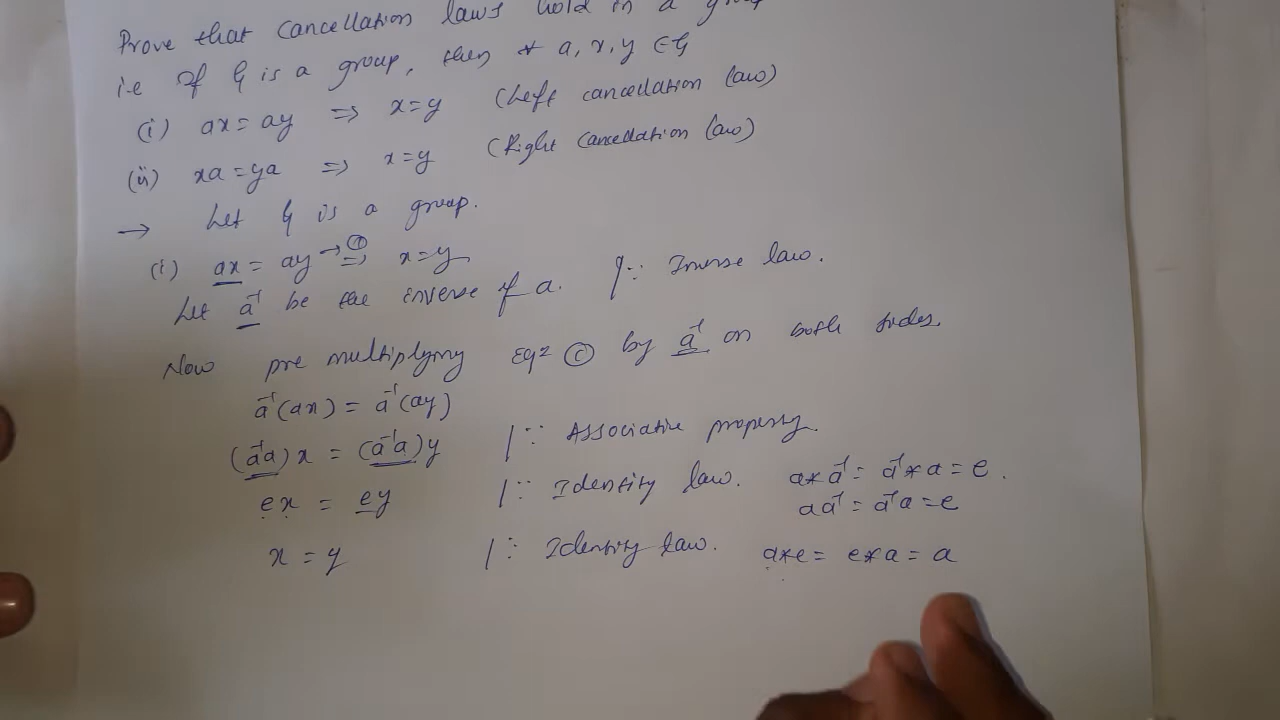 Prove that cancellation laws hold in a group
i.e If G is a group, then ∀ a, x, y ∈ G
(i) ax = ay ⇒ x = y (Left cancellation law)
(ii) xa = ya ⇒ x = y (Right cancellation law)
→ Let G is a group.
(i) ax = ay → ① ⇒ x = y
Let a⁻¹ be the inverse of a. |∵ Inverse law.
Now pre multiplying Eqⁿ ① by a⁻¹ on both sides.
a⁻¹(ax) = a⁻¹(ay)
(a⁻¹a)x = (a⁻¹a)y |∵ Associative property.
ex = ey |∵ Identity law. a*a⁻¹ = a⁻¹*a = e.
aa⁻¹ = a⁻¹a = e
x = y |∵ Identity law. a*e = e*a = a